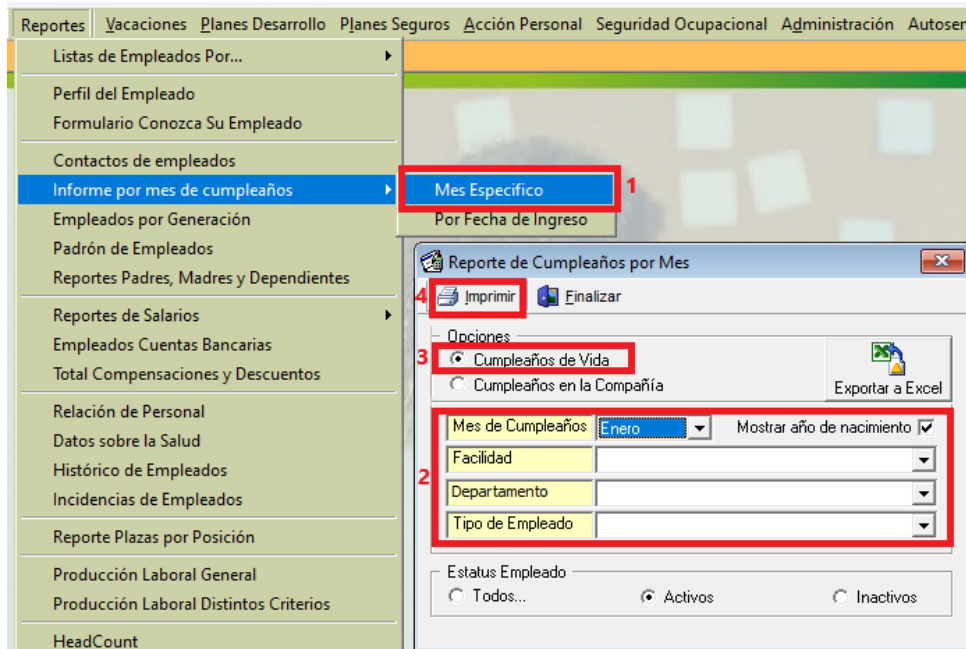 Reportes Vacaciones Planes Desarrollo Planes Seguros Acción Personal Seguridad Ocupacional Administración Autoser
Listas de Empleados Por...
Perfil del Empleado
Formulario Conozca Su Empleado
Contactos de empleados
Informe por mes de cumpleaños
Empleados por Generación
Padrón de Empleados
Reportes Padres, Madres y Dependientes
Reportes de Salarios
Empleados Cuentas Bancarias
Total Compensaciones y Descuentos
Relación de Personal
Datos sobre la Salud
Histórico de Empleados
Incidencias de Empleados
Reporte Plazas por Posición
Producción Laboral General
Producción Laboral Distintos Criterios
HeadCount
Mes Especifico 1
Por Fecha de Ingreso
Reporte de Cumpleaños por Mes
4 Imprimir Finalizar
Opciones
3 Cumpleaños de Vida
Cumpleaños en la Compañía
Exportar a Excel
Mes de Cumpleaños Enero Mostrar año de nacimiento
Facilidad
2
Departamento
Tipo de Empleado
Estatus Empleado
Todos... Activos Inactivos